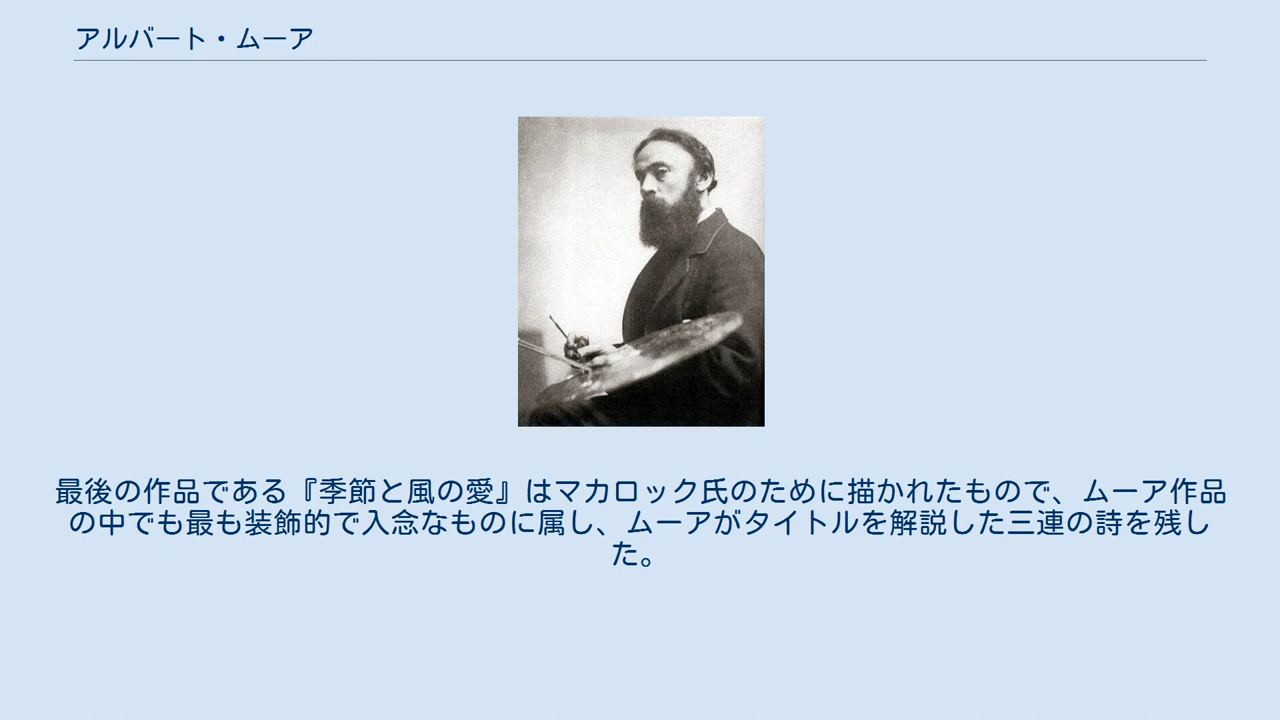 アルバート・ムーア
最後の作品である『季節と風の愛』はマカロック氏のために描かれたもので、ムーア作品
の中でも最も装飾的で入念なものに属し、ムーアがタイトルを解説した三連の詩を残し
た。